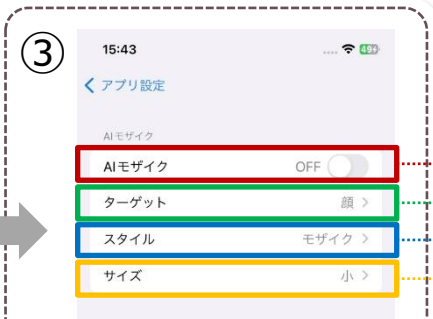 ③
15:43
49
アプリ設定
AIモザイク
AIモザイク OFF
ターゲット 顔
スタイル モザイク
サイズ 小